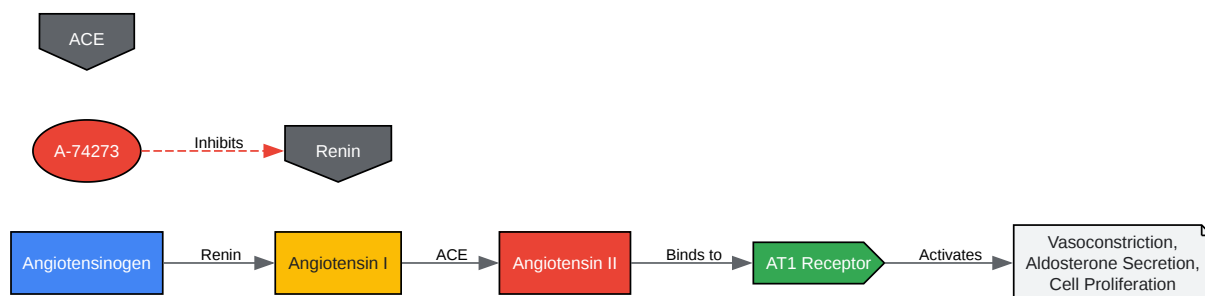 ACE
A-74273
Inhibits
Renin
Angiotensinogen
Renin
Angiotensin I
ACE
Angiotensin II
Binds to
AT1 Receptor
Activates
Vasoconstriction,
Aldosterone Secretion,
Cell Proliferation